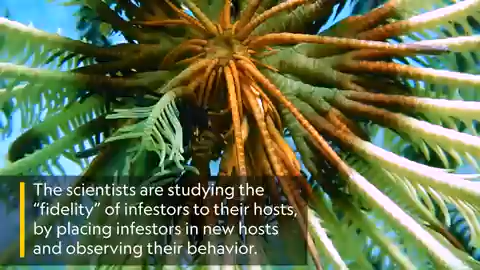 The scientists are studying the
“fidelity” of infestors to their hosts,
by placing infestors in new hosts
and observing their behavior.